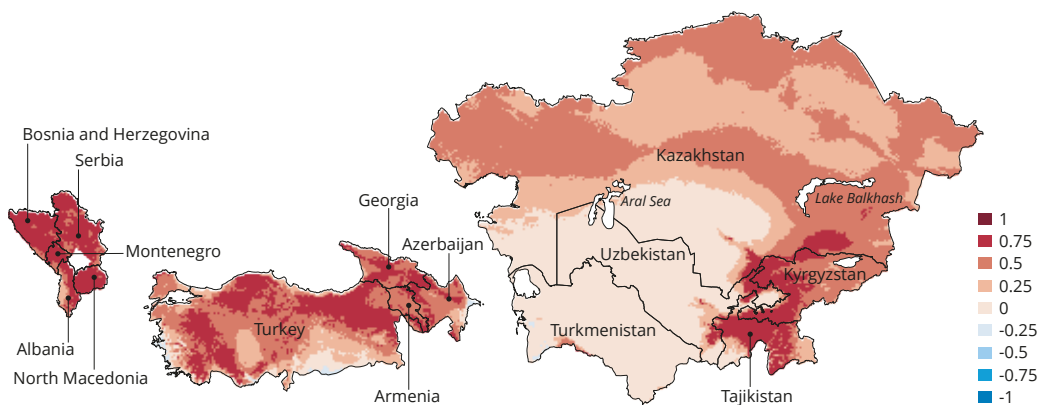 Bosnia and Herzegovina
Serbia
Montenegro
Albania
North Macedonia
Georgia
Azerbaijan
Turkey
Armenia
Kazakhstan
Aral Sea
Lake Balkhash
Uzbekistan
Kyrgyzstan
Turkmenistan
Tajikistan
1
0.75
0.5
0.25
0
-0.25
-0.5
-0.75
-1